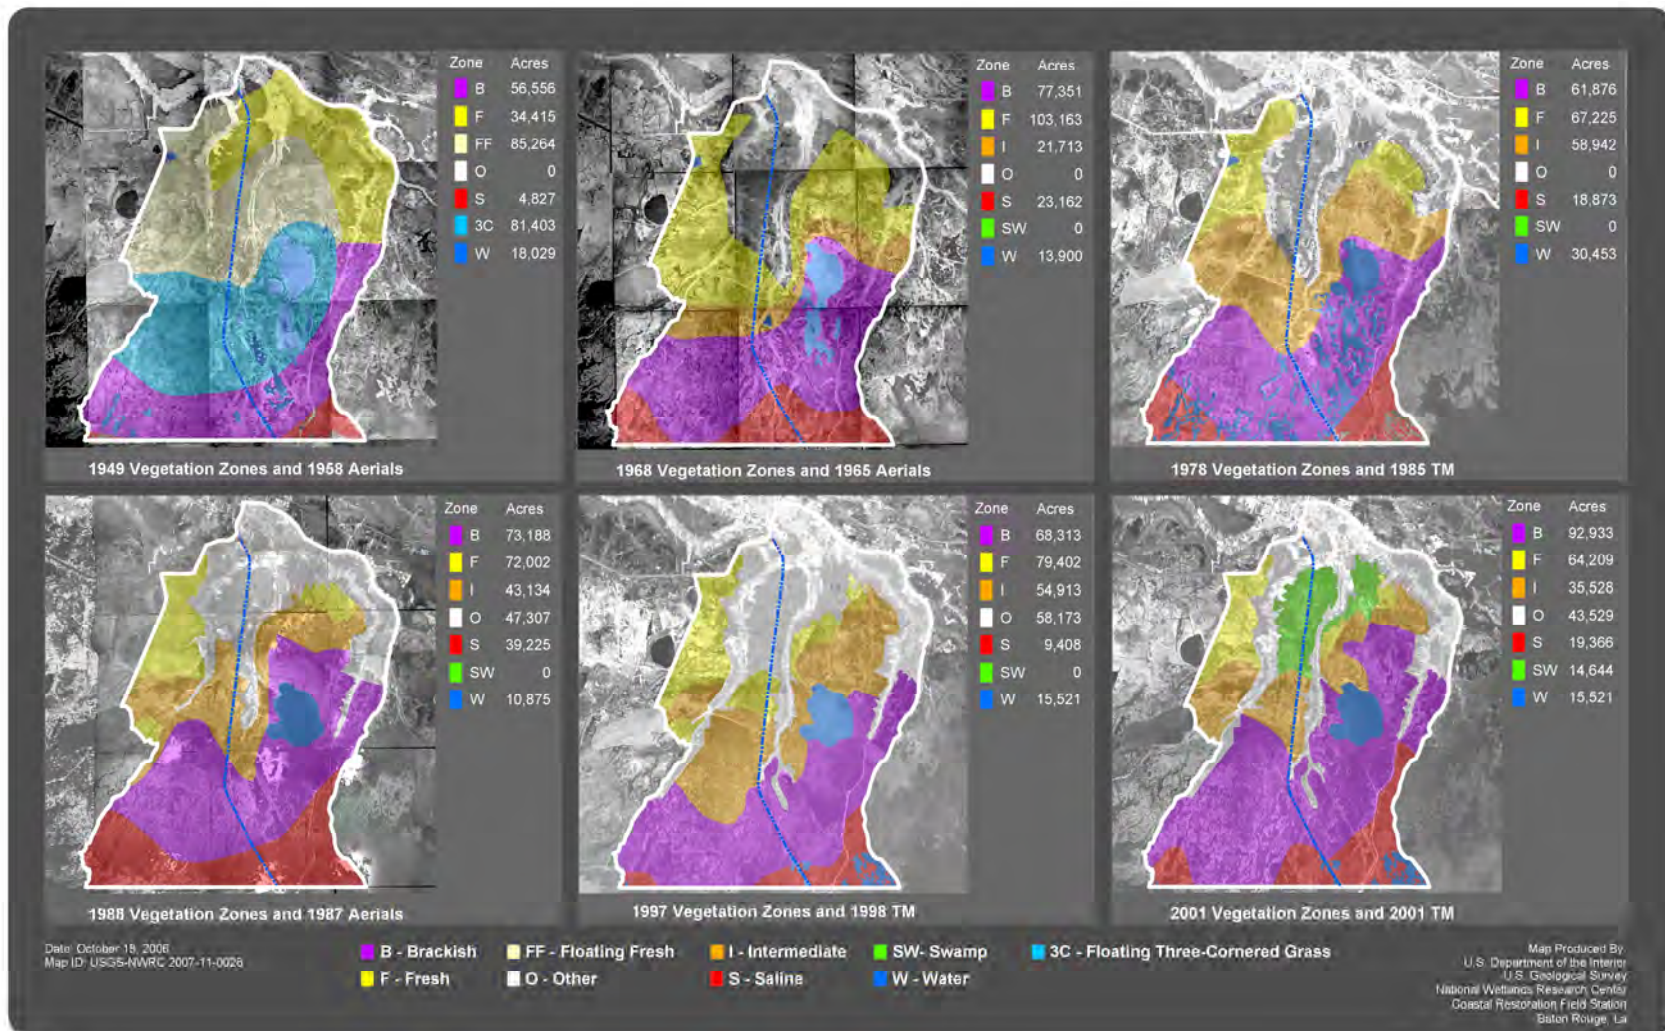 Zone Acres
B 56,556
F 34,415
FF 85,264
O 0
S 4,827
3C 81,403
W 18,029
1949 Vegetation Zones and 1958 Aerials
Zone Acres
B 77,351
F 103,163
I 21,713
O 0
S 23,162
SW 0
W 13,900
1968 Vegetation Zones and 1965 Aerials
Zone Acres
B 61,876
F 67,225
I 58,942
O 0
S 18,873
SW 0
W 30,453
1978 Vegetation Zones and 1985 TM
Zone Acres
B 73,188
F 72,002
I 43,134
O 47,307
S 39,225
SW 0
W 10,875
1988 Vegetation Zones and 1987 Aerials
Zone Acres
B 68,313
F 79,402
I 54,913
O 58,173
S 9,408
SW 0
W 15,521
1997 Vegetation Zones and 1998 TM
Zone Acres
B 92,933
F 64,209
I 35,528
O 43,529
S 19,366
SW 14,644
W 15,521
2001 Vegetation Zones and 2001 TM
Date: October 19, 2006
Map ID: USGS-NWRC 2007-11-0026
B - Brackish FF - Floating Fresh I - Intermediate SW- Swamp 3C - Floating Three-Cornered Grass
F - Fresh O - Other S - Saline W - Water
Map Produced By:
U.S. Department of the Interior
U.S. Geological Survey
National Wetlands Research Center
Coastal Restoration Field Station
Baton Rouge, La